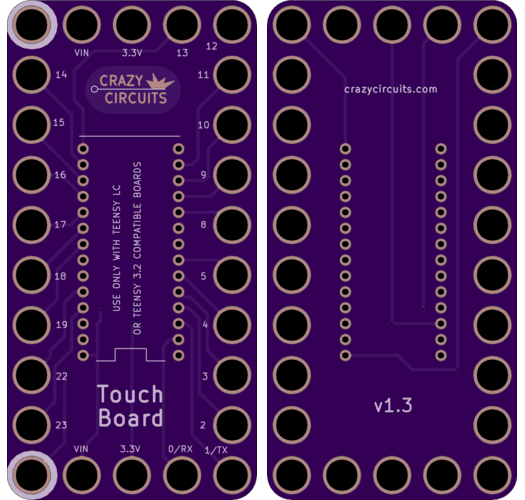 VIN 3.3V 13 12
14 11
CRAZY
CIRCUITS
15 10
16 9
17 8
18 5
19 4
22 3
23 2
USE ONLY WITH TEENSY LC
OR TEENSY 3.2 COMPATIBLE BOARDS
Touch
Board
VIN 3.3V 0/RX 1/TX
crazycircuits.com
v1.3